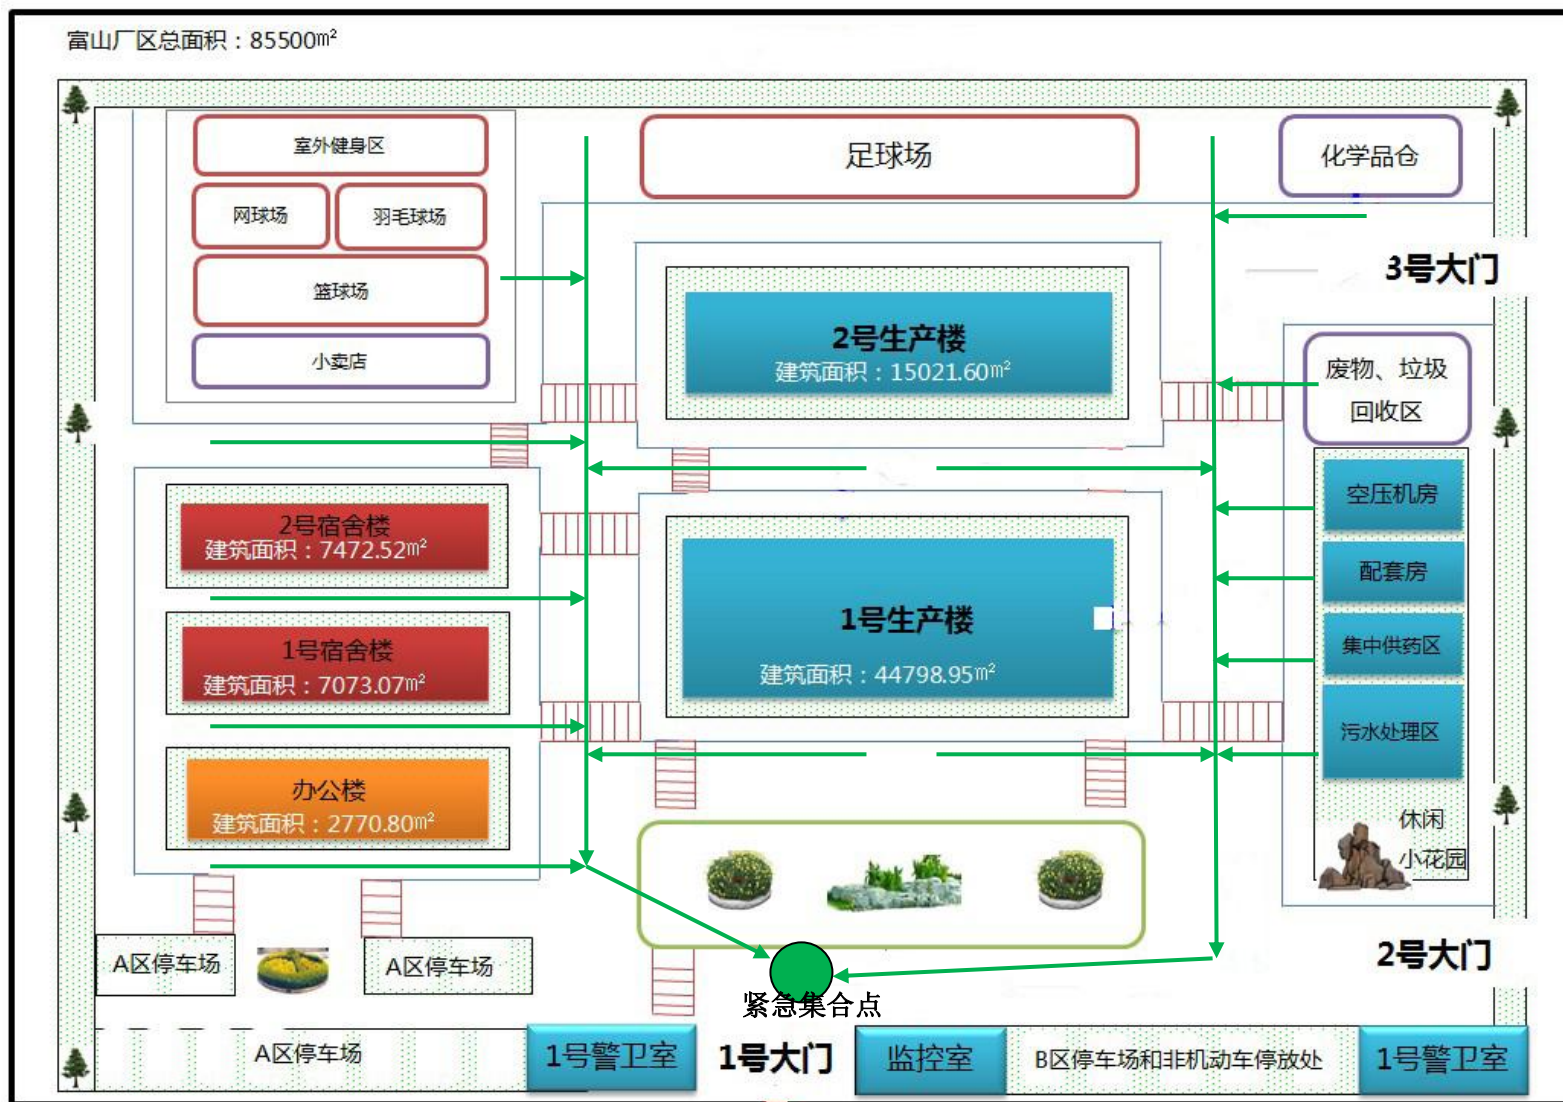 富山厂区总面积：85500㎡
室外健身区
足球场
化学品仓
网球场
羽毛球场
篮球场
3号大门
小卖店
2号生产楼
建筑面积：15021.60㎡
废物、垃圾
回收区
空压机房
2号宿舍楼
建筑面积：7472.52㎡
配套房
1号生产楼
建筑面积：44798.95㎡
集中供药区
1号宿舍楼
建筑面积：7073.07㎡
污水处理区
办公楼
建筑面积：2770.80㎡
休闲
小花园
A区停车场
A区停车场
2号大门
紧急集合点
A区停车场
1号警卫室
1号大门
监控室
B区停车场和非机动车停放处
1号警卫室